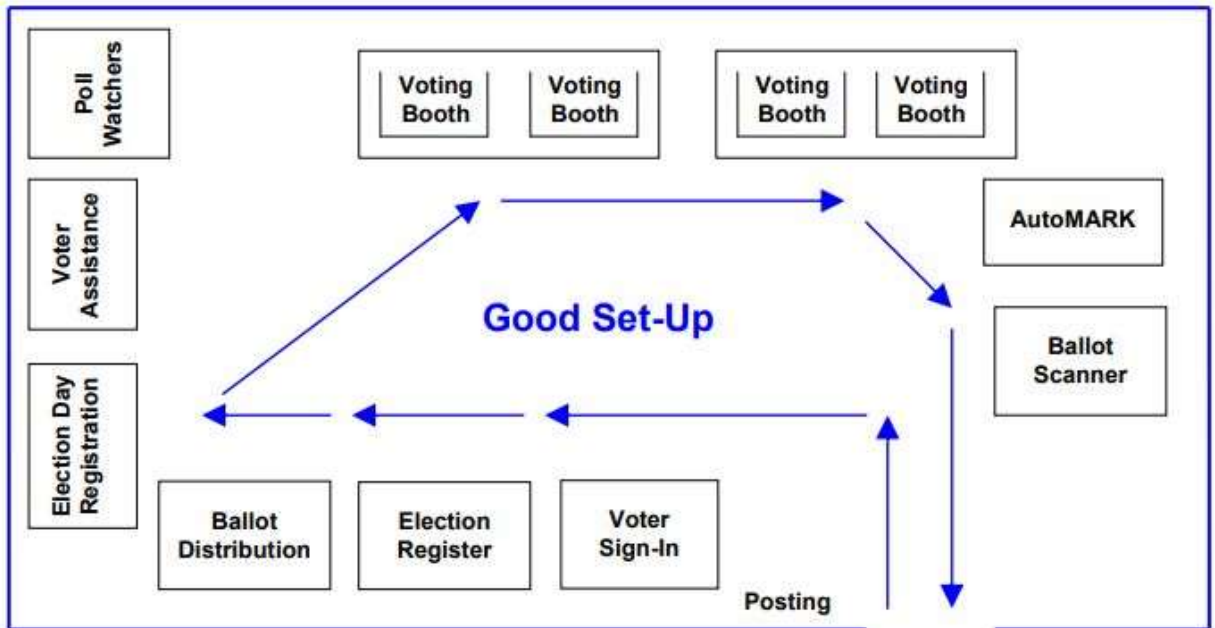 Poll
Watchers
Voting
Booth
Voting
Booth
Voting
Booth
Voting
Booth
Voter
Assistance
AutoMARK
Good Set-Up
Ballot
Scanner
Election Day
Registration
Ballot
Distribution
Election
Register
Voter
Sign-In
Posting